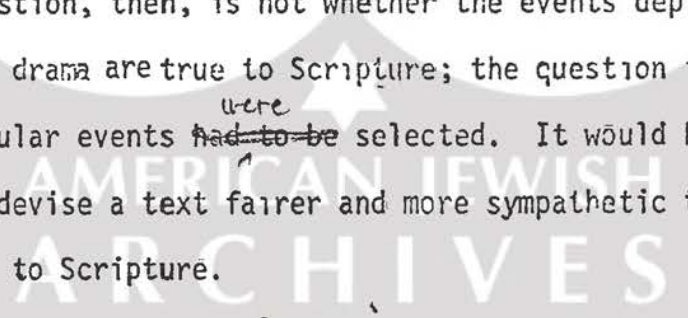 stion, then, is not whether the events dep
drama are true to Scripture; the question
were
ular events had to be selected. It would
AMERICAN JEWISH
devise a text fairer and more sympathetic
ARCHIVES
to Scripture.